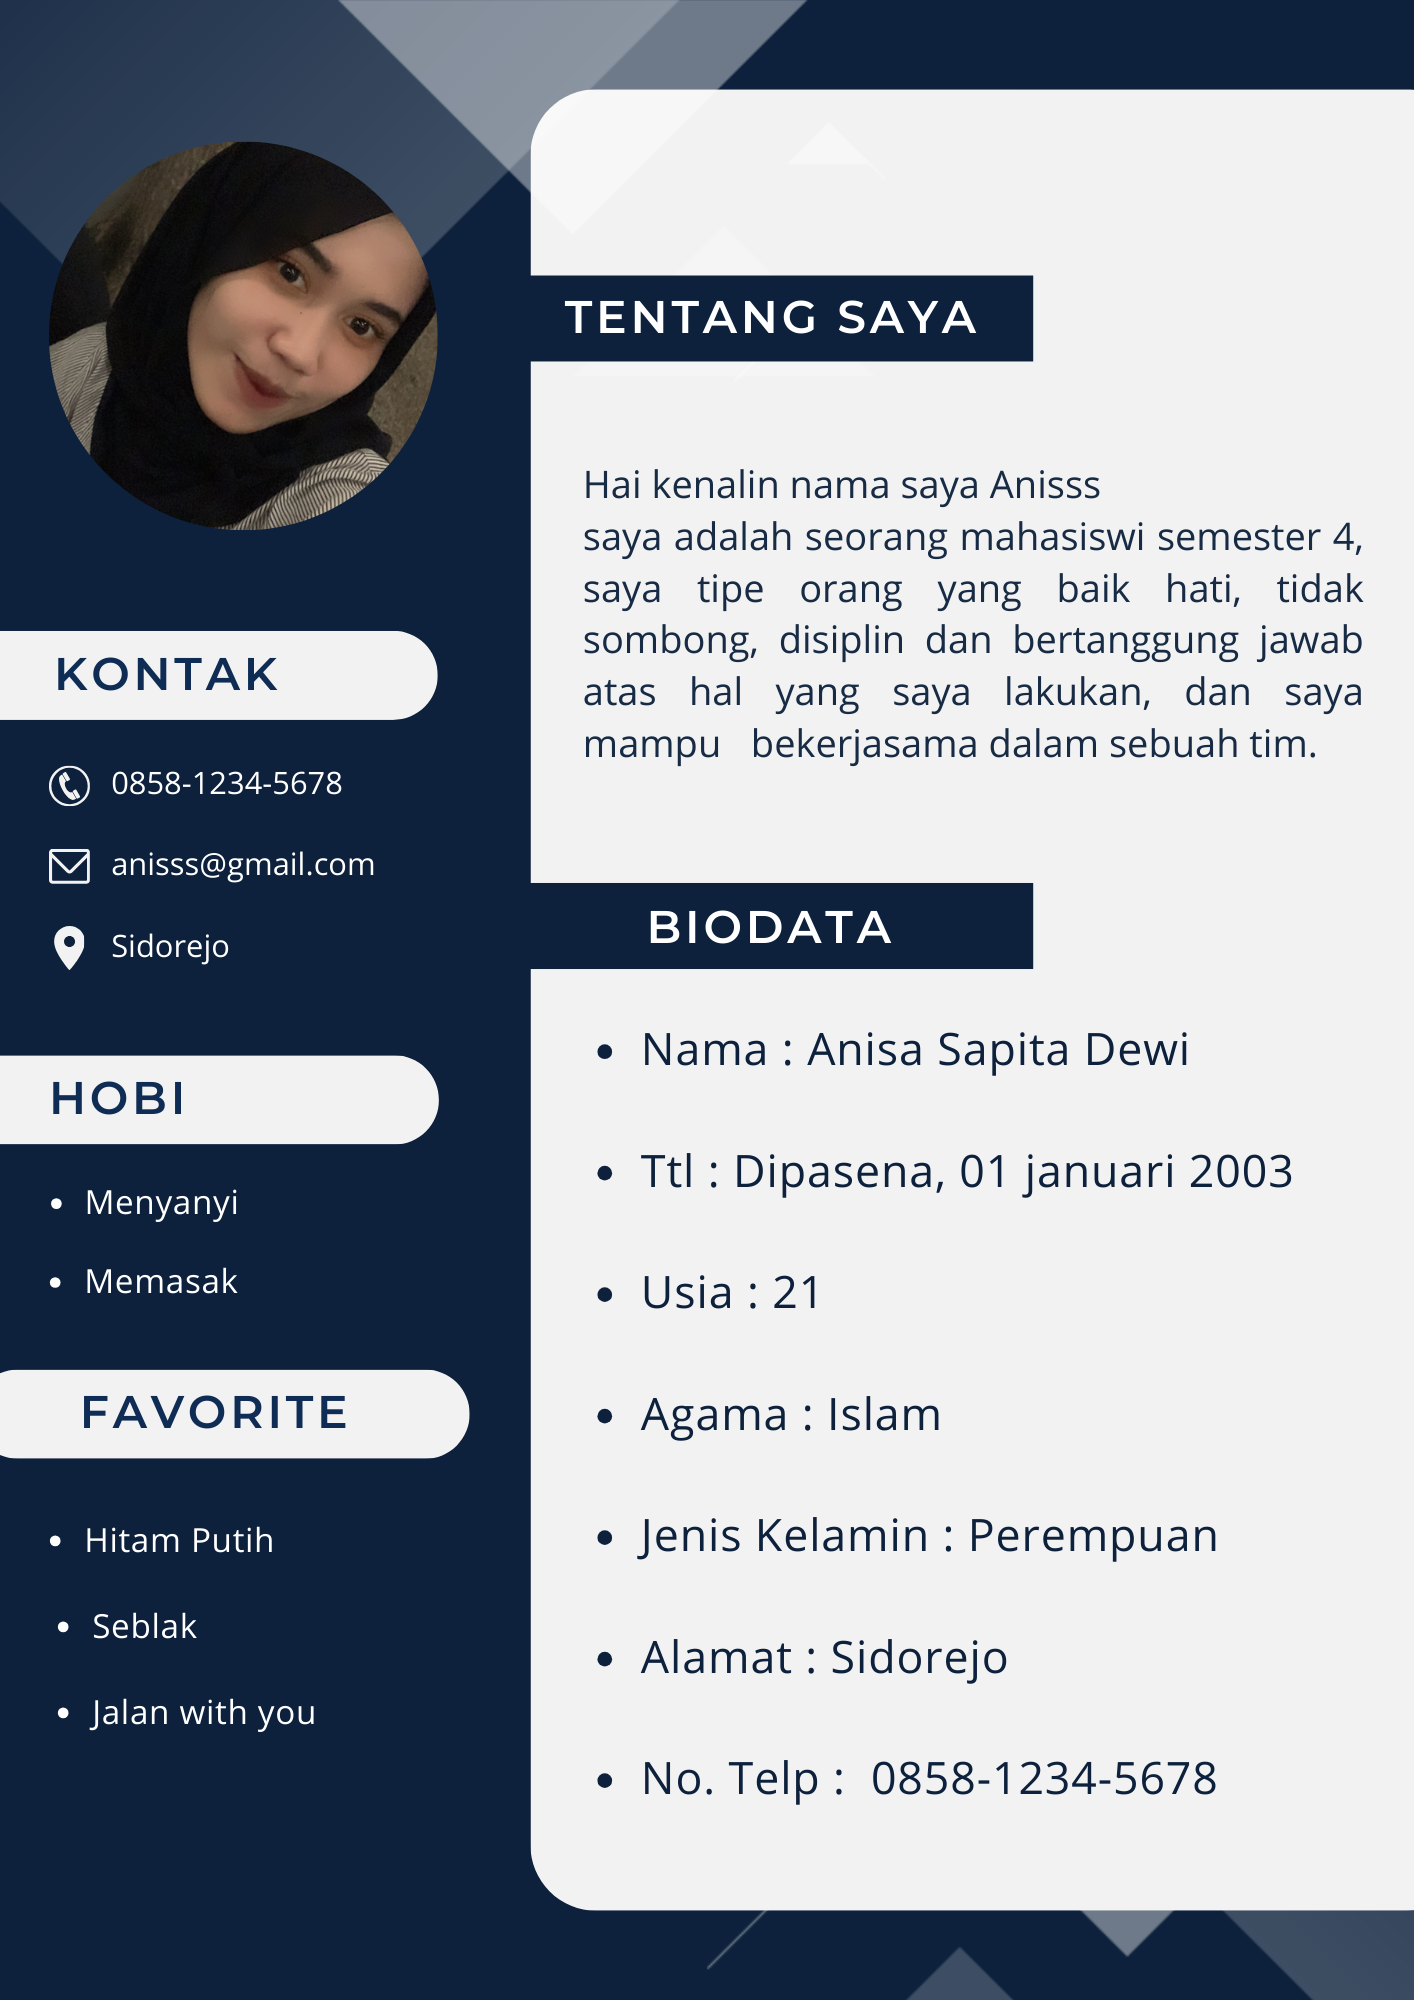 KONTAK
0858-1234-5678
anisss@gmail.com
Sidorejo
HOBI
• Menyanyi
• Memasak
FAVORITE
• Hitam Putih
• Seblak
• Jalan with you
TENTANG SAYA
Hai kenalin nama saya Anisss
saya adalah seorang mahasiswi semester 4,
saya tipe orang yang baik hati, tidak
sombong, disiplin dan bertanggung jawab
atas hal yang saya lakukan, dan saya
mampu bekerjasama dalam sebuah tim.
BIODATA
• Nama : Anisa Sapita Dewi
• Ttl : Dipasena, 01 januari 2003
• Usia : 21
• Agama : Islam
• Jenis Kelamin : Perempuan
• Alamat : Sidorejo
• No. Telp : 0858-1234-5678